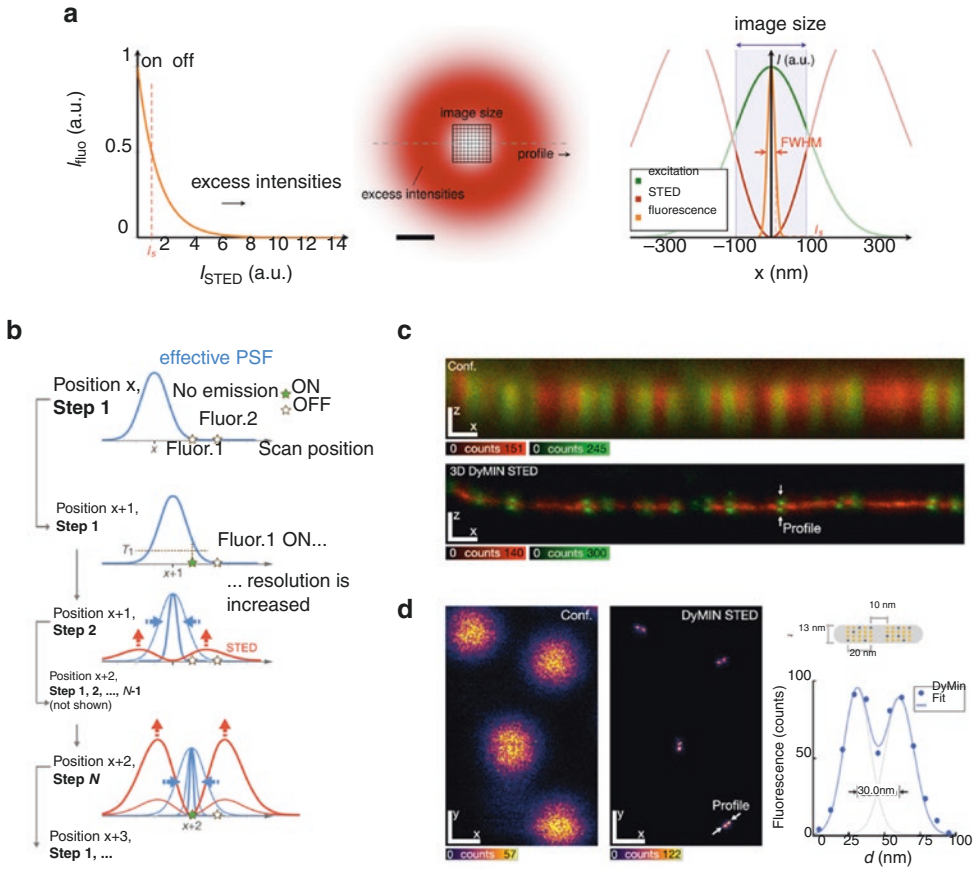 a
1
on off
0.5
0
I_fluo (a.u.)
excess intensities
I_s
2 4 6 8 10 12 14
I_STED (a.u.)
image size
profile
excess intensities
image size
I (a.u.)
FWHM
excitation
STED
fluorescence
I_s
−300 −100 100 300
x (nm)
b
effective PSF
Position x,
Step 1
No emission
ON
OFF
Fluor.2
x
Fluor.1
Scan position
Position x+1,
Step 1
T1
x+1
Fluor.1 ON...
... resolution is
increased
Position x+1,
Step 2
STED
Position x+2,
Step 1, 2, ..., N-1
(not shown)
Position x+2,
Step N
x+2
Position x+3,
Step 1, ...
c
Conf.
z
x
0 counts 151 0 counts 245
3D DyMIN STED
Profile
z
x
0 counts 140 0 counts 300
d
Conf.
y
x
0 counts 57
DyMIN STED
Profile
y
x
0 counts 122
10 nm
13 nm
20 nm
100
50
0
Fluorescence (counts)
DyMin
Fit
30.0nm
0 25 50 75 100
d (nm)